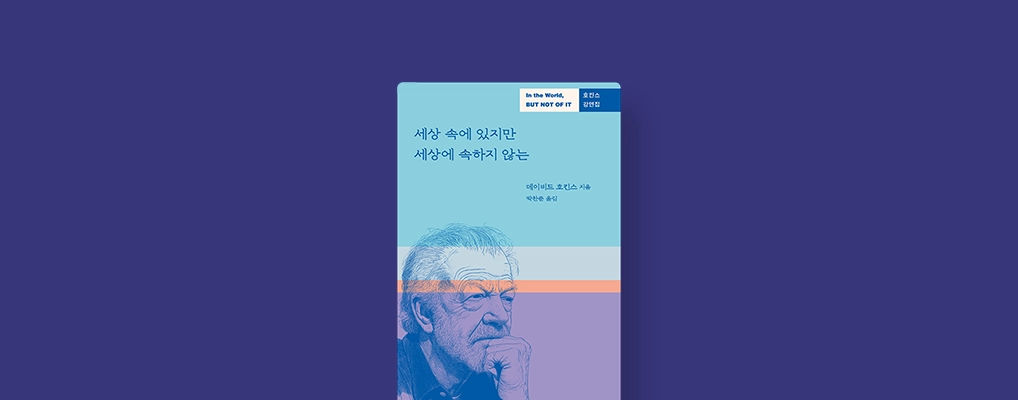 In the World,
BUT NOT OF IT
호킨스
강연집
세상 속에 있지만
세상에 속하지 않는
데이비드 호킨스 지음
박찬준 옮김